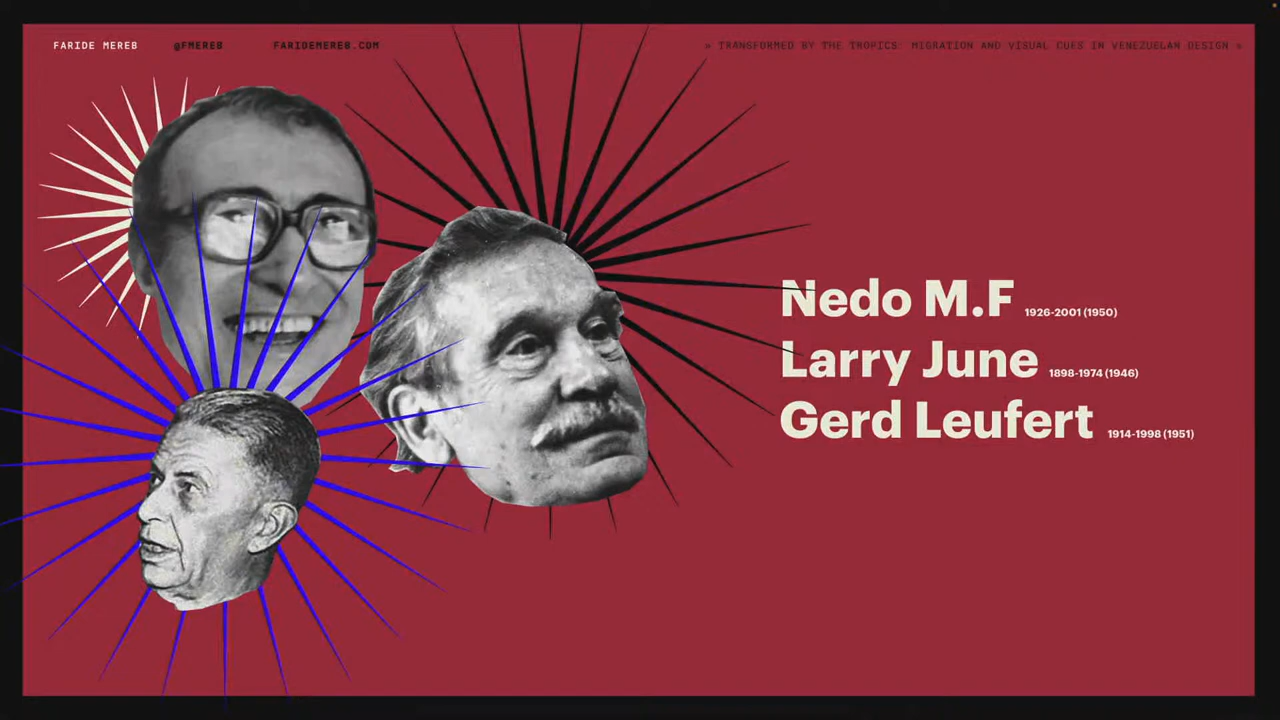 FARIDE MEREB @FMEREB FARIDEMEREB.COM » TRANSFORMED BY THE TROPICS: MIGRATION AND VISUAL CUES IN VENEZUELAN DESIGN «
Nedo M.F 1926-2001 (1950)
Larry June 1898-1974 (1946)
Gerd Leufert 1914-1998 (1951)